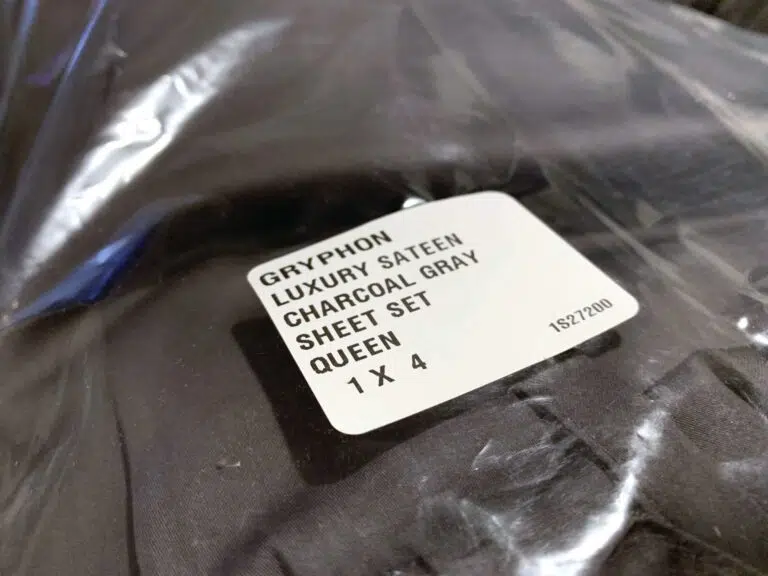 GRYPHON
LUXURY SATEEN
CHARCOAL GRAY
SHEET SET
QUEEN
1 X 4
1S27200